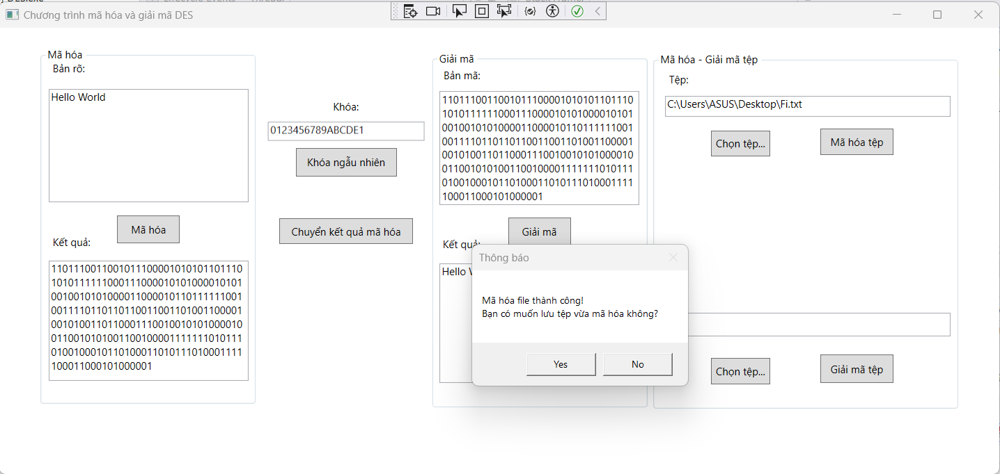 Chương trình mã hóa và giải mã DES
Mã hóa
Bản rõ:
Hello World
Mã hóa
Kết quả:
1101110011001011100001010101101110
1010111111000111000010101000010101
0010010101000011000010110111111001
0011110110110110011001101001100001
0010100110110001110010010101000010
0110010101001100100001111111010111
0100100010110100011010111010001111
100011000101000001
Khóa:
0123456789ABCDE1
Khóa ngẫu nhiên
Chuyển kết quả mã hóa
Giải mã
Bản mã:
1101110011001011100001010101101110
1010111111000111000010101000010101
0010010101000011000010110111111001
0011110110110110011001101001100001
0010100110110001110010010101000010
0110010101001100100001111111010111
0100100010110100011010111010001111
100011000101000001
Giải mã
Kết quả:
Hello
Thông báo
Mã hóa file thành công!
Bạn có muốn lưu tệp vừa mã hóa không?
Yes
No
Mã hóa - Giải mã tệp
Tệp:
C:\Users\ASUS\Desktop\Fi.txt
Chọn tệp...
Mã hóa tệp
Chọn tệp...
Giải mã tệp